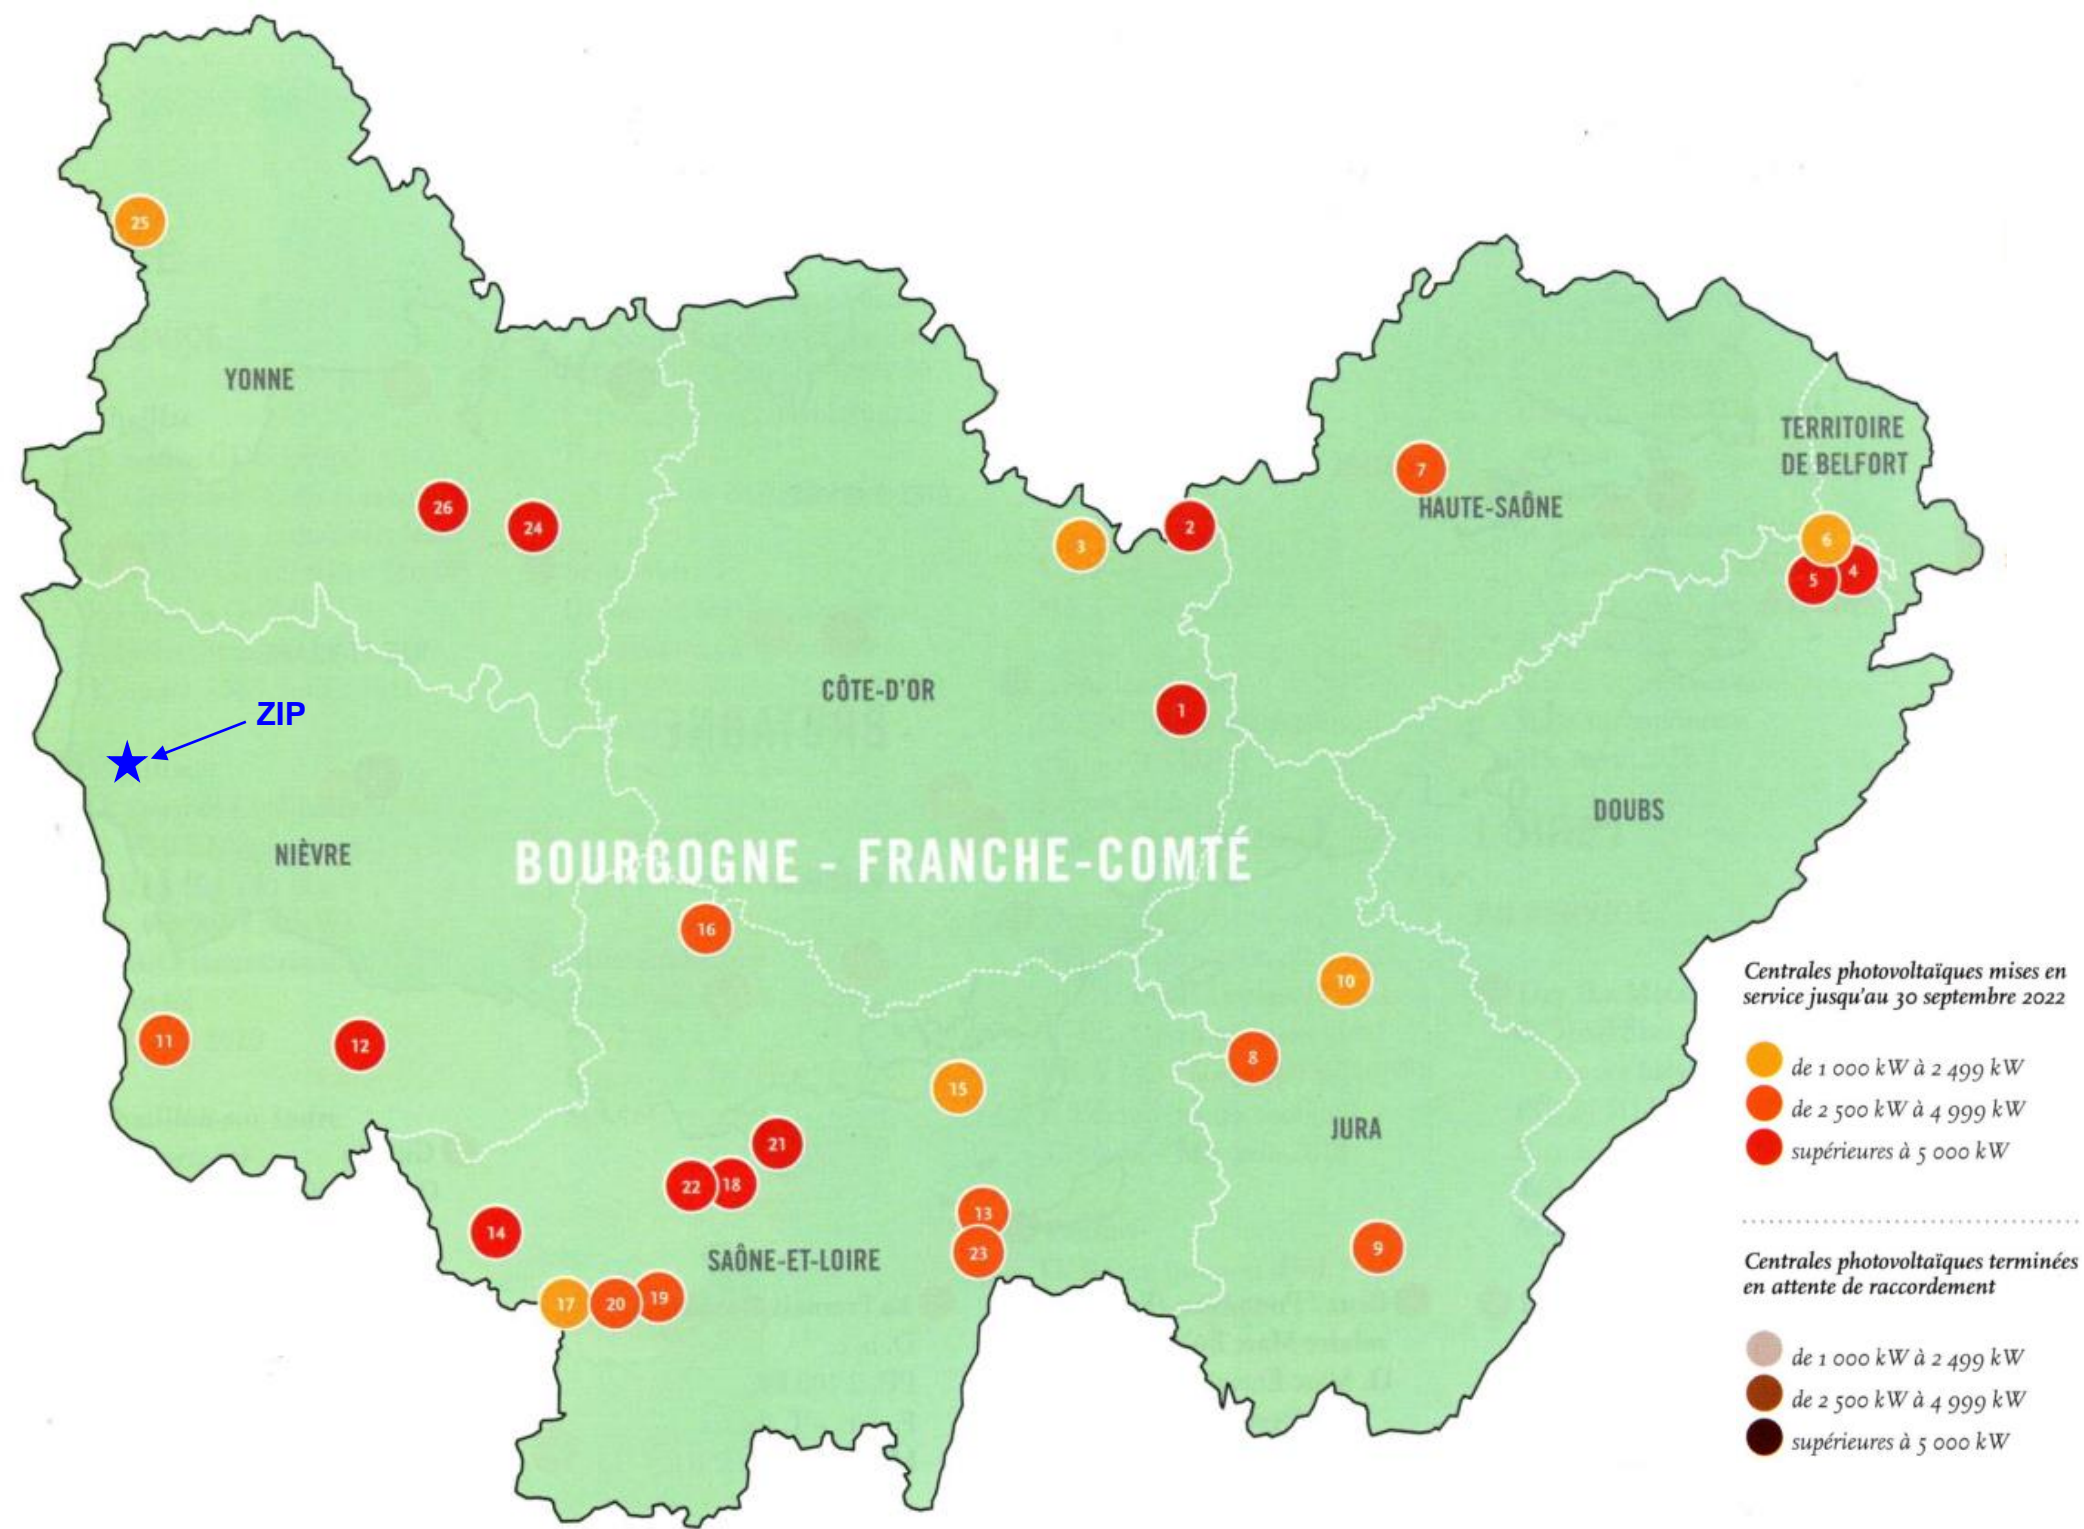 25
YONNE
TERRITOIRE
DE BELFORT
7
HAUTE-SAÔNE
26
24
2
3
6
5
4
CÔTE-D'OR
ZIP
1
DOUBS
NIÈVRE
BOURGOGNE - FRANCHE-COMTÉ
16
10
11
12
8
15
JURA
21
22
18
13
14
23
9
SAÔNE-ET-LOIRE
17
20
19
Centrales photovoltaïques mises en
service jusqu'au 30 septembre 2022
de 1 000 kW à 2 499 kW
de 2 500 kW à 4 999 kW
supérieures à 5 000 kW
Centrales photovoltaïques terminées
en attente de raccordement
de 1 000 kW à 2 499 kW
de 2 500 kW à 4 999 kW
supérieures à 5 000 kW